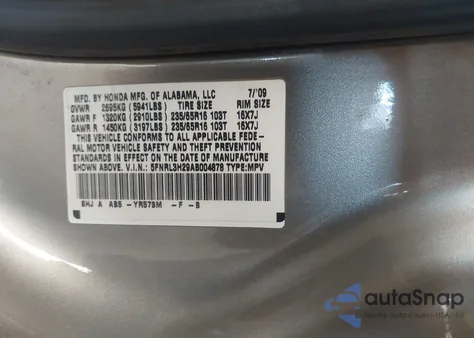 MFD. BY HONDA MFG. OF ALABAMA, LLC 7/'09
GVWR 2695KG (5941LBS) TIRE SIZE RIM SIZE
GAWR F 1320KG (2910LBS) 235/65R16 103T 16X7J
GAWR R 1450KG (3197LBS) 235/65R16 103T 16X7J
THIS VEHICLE CONFORMS TO ALL APPLICABLE FEDE-
RAL MOTOR VEHICLE SAFETY AND THEFT PREVENTION
STANDARDS IN EFFECT ON THE DATE OF MANUFACTURE
SHOWN ABOVE. V.I.N.: 5FNRL3H29AB004878 TYPE:MPV
SHJ A AB5 -YR573M -F -B
autaSnap